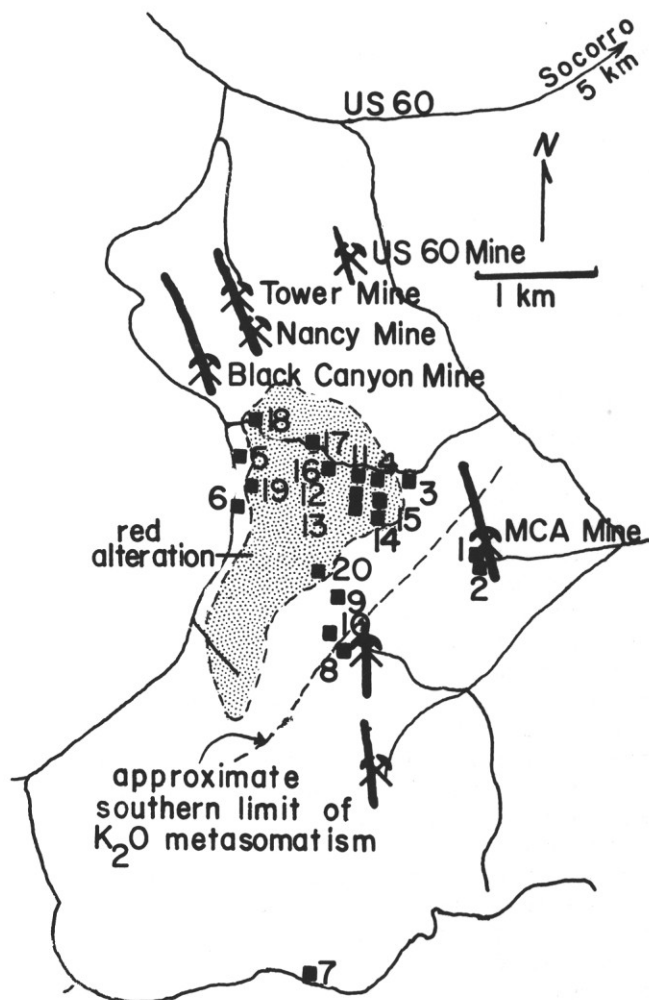 Socorro
5 km
US 60
N
US 60 Mine
1 km
Tower Mine
Nancy Mine
Black Canyon Mine
18
17
5
16
11
4
3
6
19
12
13
15
14
red
alteration
MCA Mine
1
2
20
9
10
8
approximate
southern limit of
K2O metasomatism
7